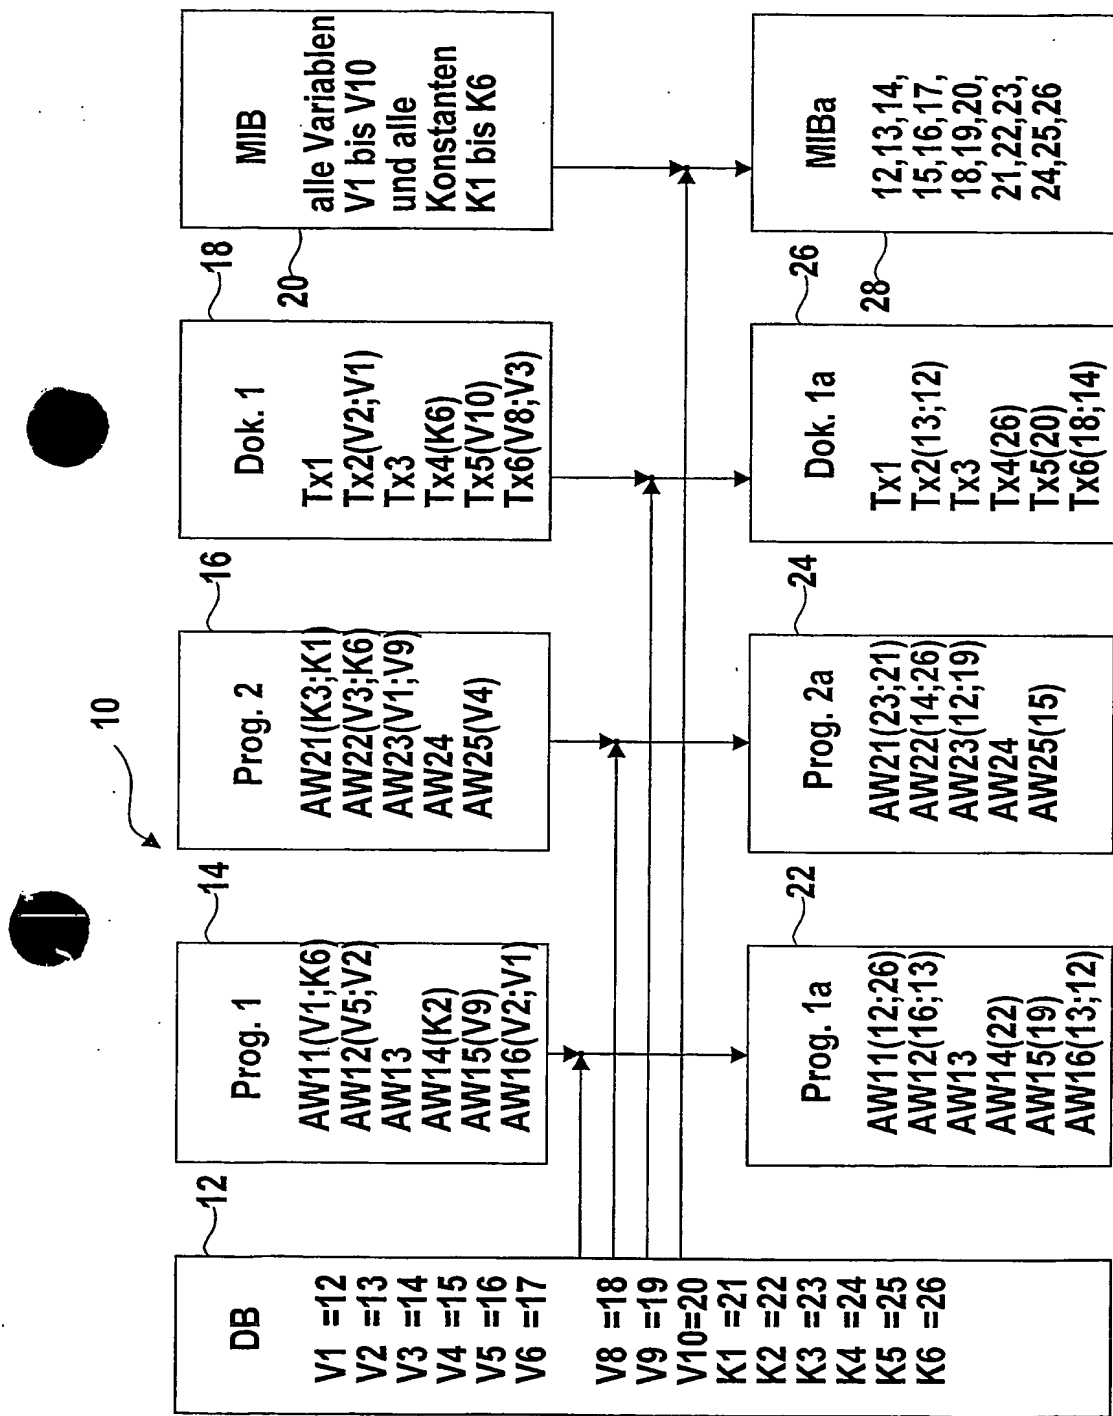 10
DB
V1 =12
V2 =13
V3 =14
V4 =15
V5 =16
V6 =17
V8 =18
V9 =19
V10=20
K1 =21
K2 =22
K3 =23
K4 =24
K5 =25
K6 =26
12
Prog. 1
AW11(V1;K6)
AW12(V5;V2)
AW13
AW14(K2)
AW15(V9)
AW16(V2;V1)
14
Prog. 2
AW21(K3;K1)
AW22(V3;K6)
AW23(V1;V9)
AW24
AW25(V4)
16
Dok. 1
Tx1
Tx2(V2;V1)
Tx3
Tx4(K6)
Tx5(V10)
Tx6(V8;V3)
18
MIB
alle Variablen
V1 bis V10
und alle
Konstanten
K1 bis K6
20
Prog. 1a
AW11(12;26)
AW12(16;13)
AW13
AW14(22)
AW15(19)
AW16(13;12)
22
Prog. 2a
AW21(23;21)
AW22(14;26)
AW23(12;19)
AW24
AW25(15)
24
Dok. 1a
Tx1
Tx2(13;12)
Tx3
Tx4(26)
Tx5(20)
Tx6(18;14)
26
MIBa
12,13,14,
15,16,17,
18,19,20,
21,22,23,
24,25,26
28